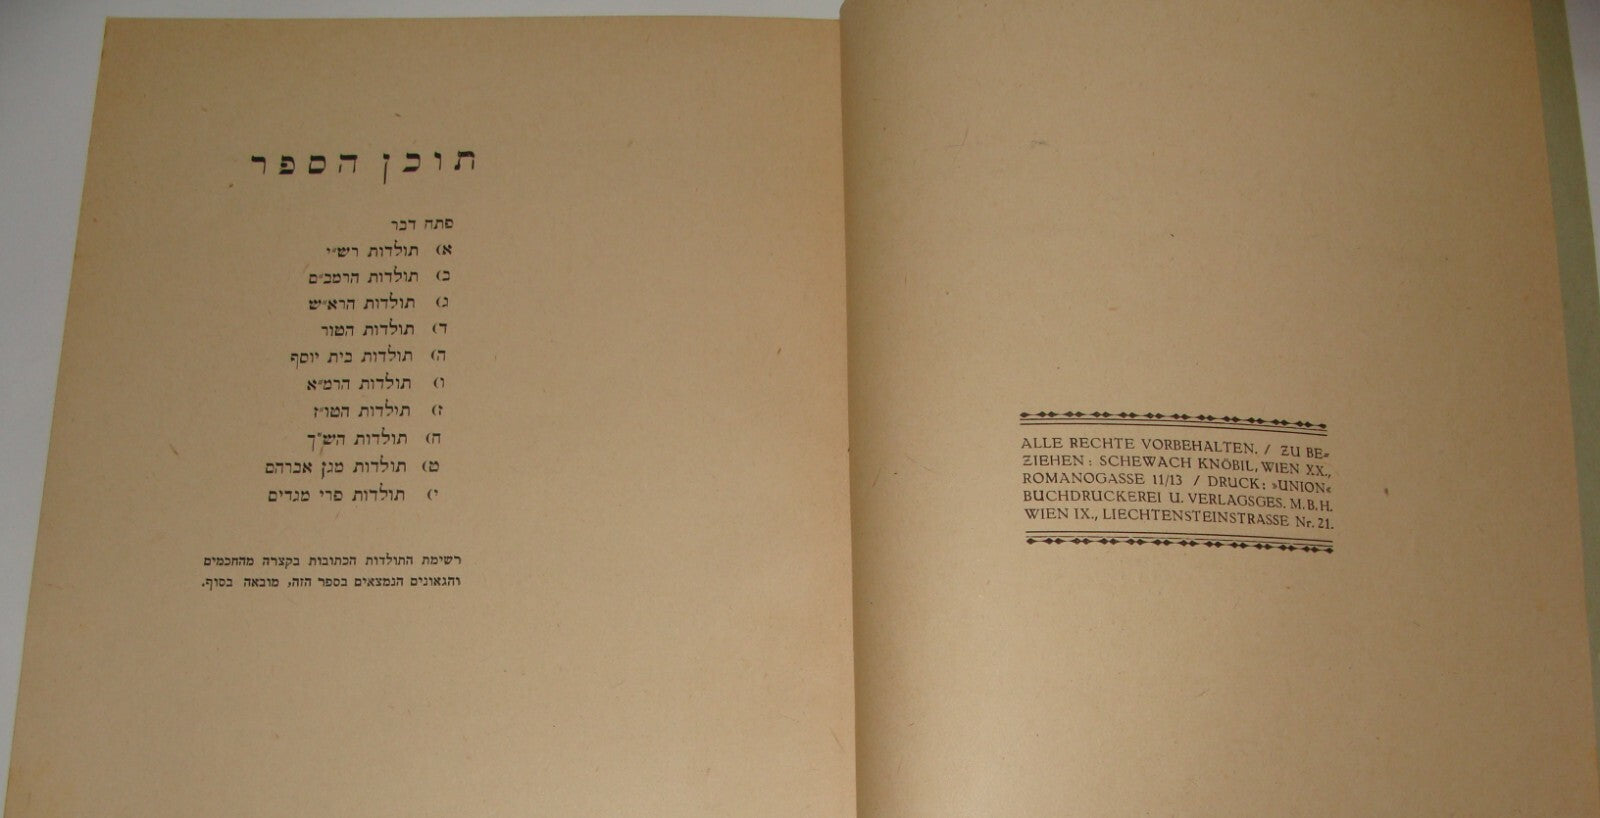 ALLE RECHTE VORBEHALTEN. / ZU BE=
ZIEHEN: SCHEWACH KNÖBIL, WIEN XX.,
ROMANOGASSE 11/13 / DRUCK: »UNION«
BUCHDRUCKEREI U. VERLAGSGES. M.B.H.
WIEN IX., LIECHTENSTEINSTRASSE Nr. 21.
תוכן הספר
פתח דבר
א) תולדות רש״י
ב) תולדות הרמב״ם
ג) תולדות הרא״ש
ד) תולדות הטור
ה) תולדות בית יוסף
ו) תולדות הרמ״א
ז) תולדות הטו״ז
ח) תולדות הש״ך
ט) תולדות מגן אברהם
י) תולדות פרי מגדים
רשימת התולדות הכתובות בקצרה מהחכמים
והגאונים הנמצאים בספר הזה, מובאה בסוף.